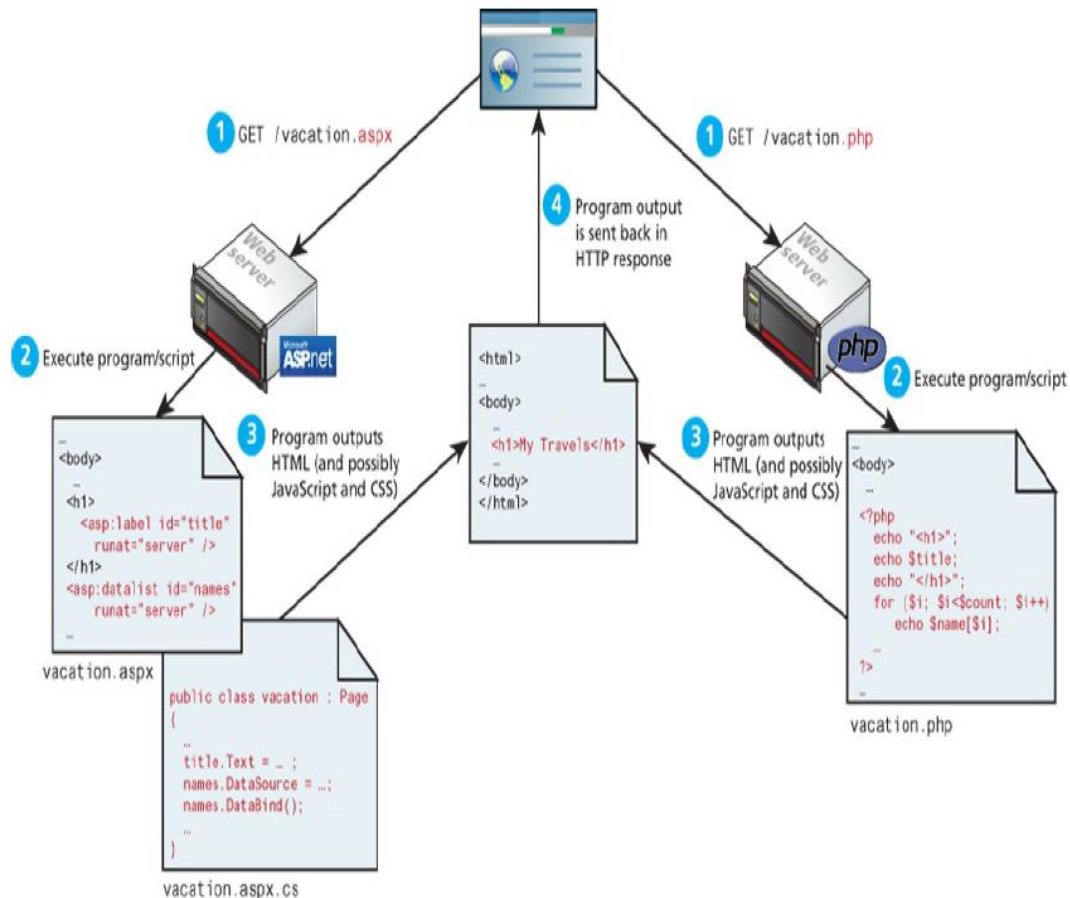 1 GET /vacation.aspx
1 GET /vacation.php
4 Program output
is sent back in
HTTP response
Web
server
Microsoft
ASP.net
2 Execute program/script
Web
server
php
2 Execute program/script
…
<body>
…
<h1>
<asp:label id="title"
runat="server" />
</h1>
<asp:datalist id="names"
runat="server" />
…
vacation.aspx
public class vacation : Page
{
…
title.Text = … ;
names.DataSource = …;
names.DataBind();
…
}
vacation.aspx.cs
3 Program outputs
HTML (and possibly
JavaScript and CSS)
<html>
…
<body>
…
<h1>My Travels</h1>
…
</body>
</html>
3 Program outputs
HTML (and possibly
JavaScript and CSS)
…
<body>
…
<?php
echo "<h1>";
echo $title;
echo "</h1>";
for ($i; $i<$count; $i++)
echo $name[$i];
…
?>
…
vacation.php